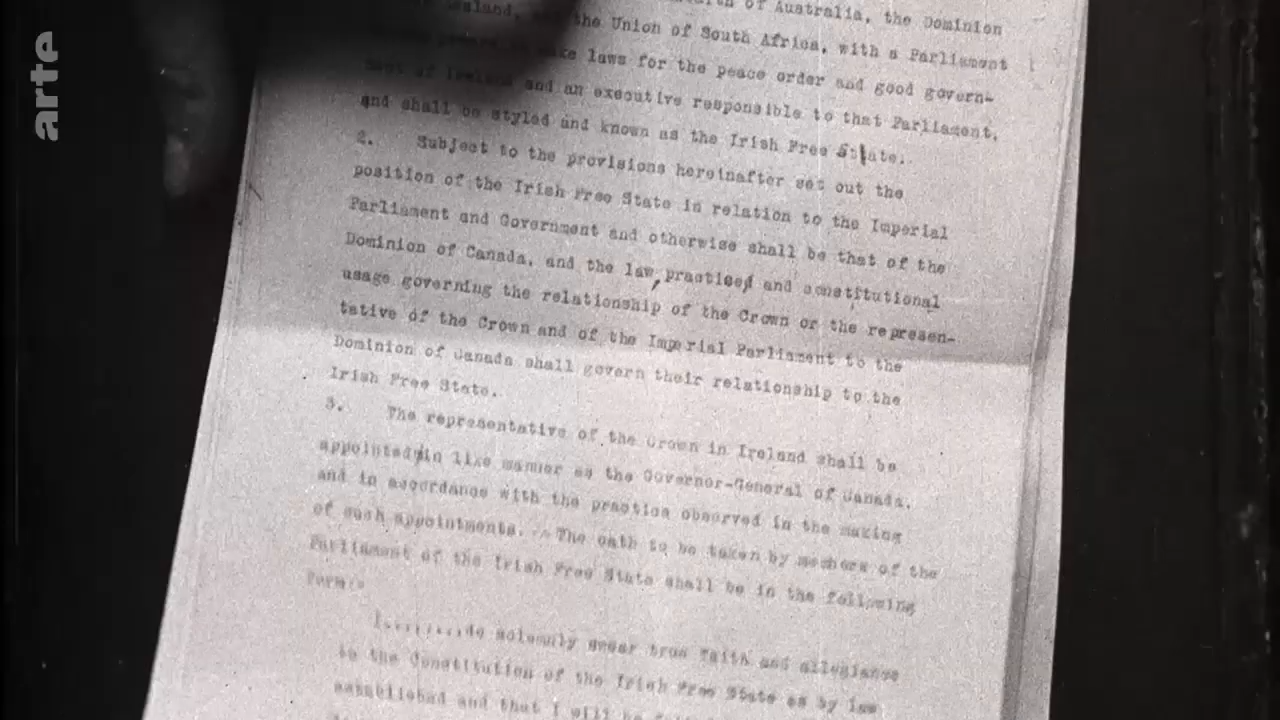 arte
of Australia, the Dominion
the Union of South Africa, with a Parliament
laws for the peace order and good govern-
and an executive responsible to that Parliament,
and shall be styled and known as the Irish Free State.
2. Subject to the provisions hereinafter set out the
position of the Irish Free State in relation to the Imperial
Parliament and Government and otherwise shall be that of the
Dominion of Canada, and the law, practice and constitutional
usage governing the relationship of the Crown or the represen-
tative of the Crown and of the Imperial Parliament to the
Dominion of Canada shall govern their relationship to the
Irish Free State.
3. The representative of the Crown in Ireland shall be
appointed in like manner as the Governor-General of Canada,
and in accordance with the practice observed in the making
of such appointments. The oath to be taken by members of the
Parliament of the Irish Free State shall be in the following
form:-
I.........do solemnly swear true faith and allegiance
to the Constitution of the Irish Free State as by law
established and that I will be